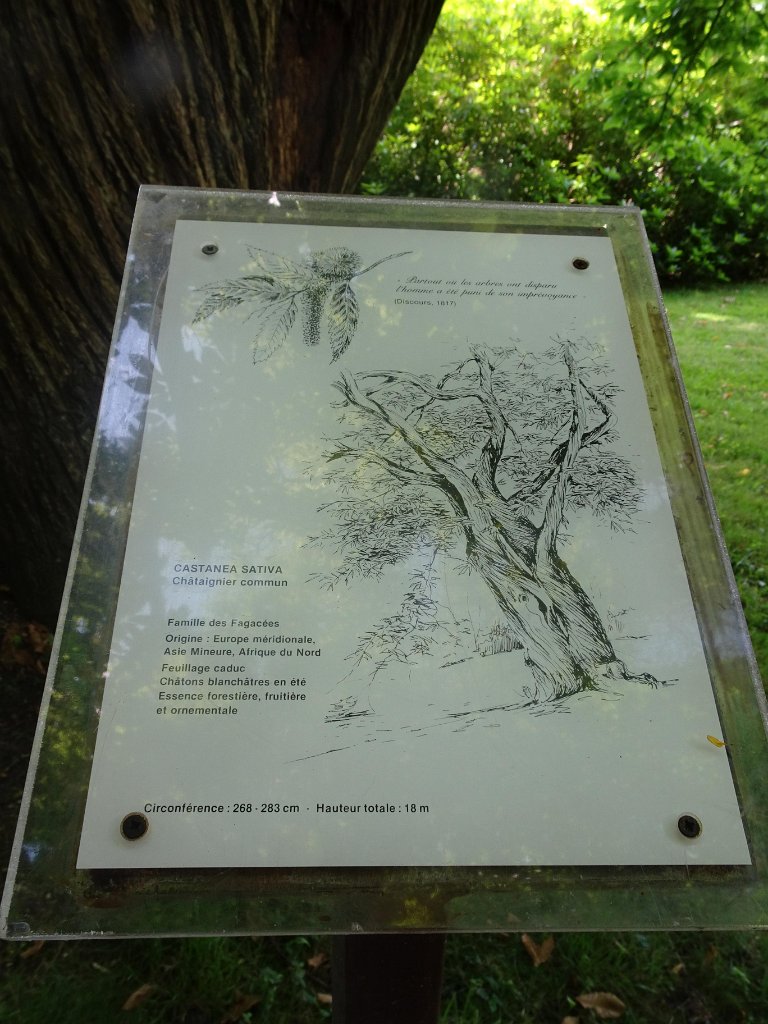 « Partout où les arbres ont disparu
l'homme a été puni de son imprévoyance »
(Discours, 1817)
CASTANEA SATIVA
Châtaignier commun
Famille des Fagacées
Origine : Europe méridionale,
Asie Mineure, Afrique du Nord
Feuillage caduc
Châtons blanchâtres en été
Essence forestière, fruitière
et ornementale
Circonférence : 268 - 283 cm · Hauteur totale : 18 m